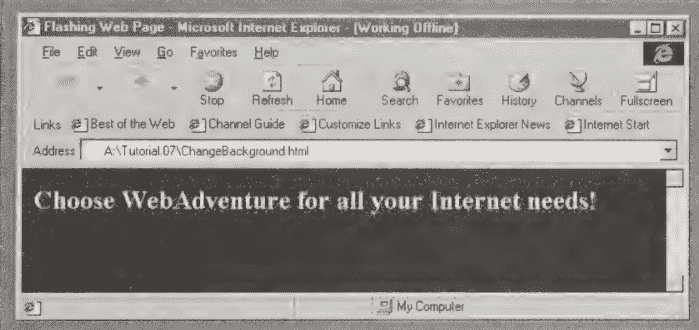 Flashing Web Page - Microsoft Internet Explorer - [Working Offline]
File Edit View Go Favorites Help
Stop Refresh Home Search Favorites History Channels Fullscreen
Links Best of the Web Channel Guide Customize Links Internet Explorer News Internet Start
Address A:\Tutorial.07\ChangeBackground.html
Choose WebAdventure for all your Internet needs!
My Computer